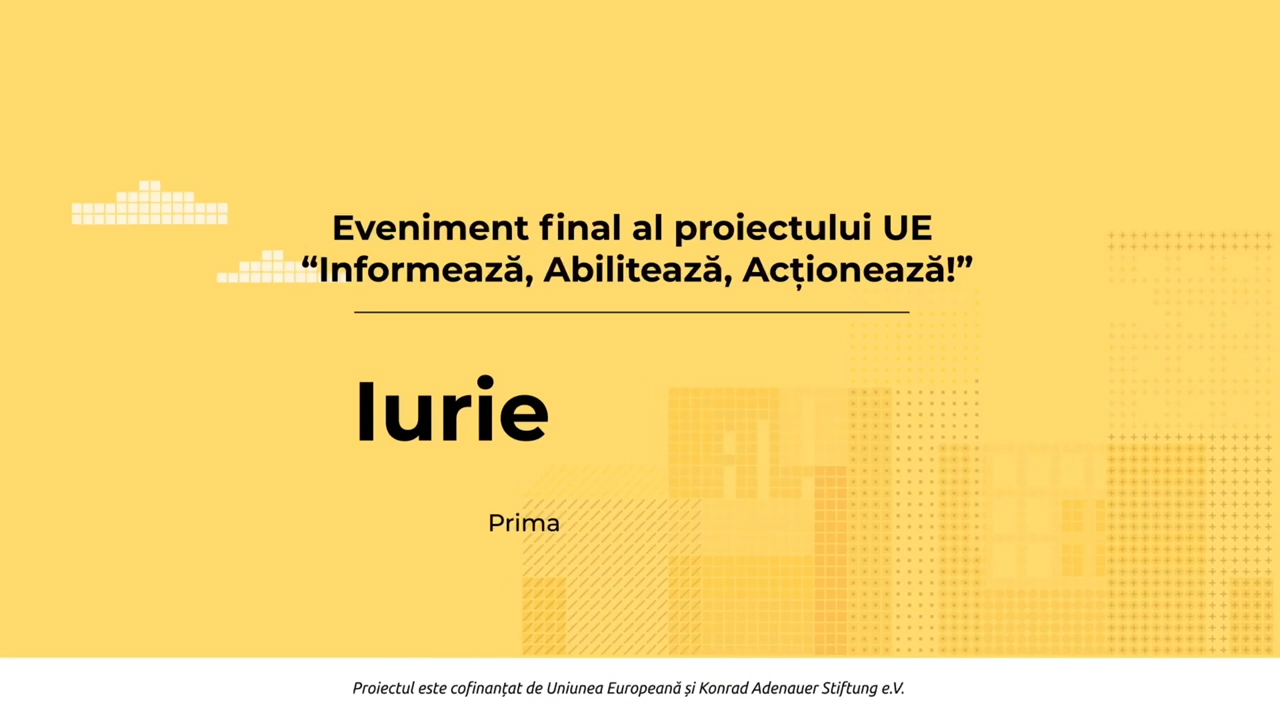 Eveniment final al proiectului UE
“Informează, Abilitează, Acționează!”
Iurie
Prima
Proiectul este cofinanțat de Uniunea Europeană și Konrad Adenauer Stiftung e.V.